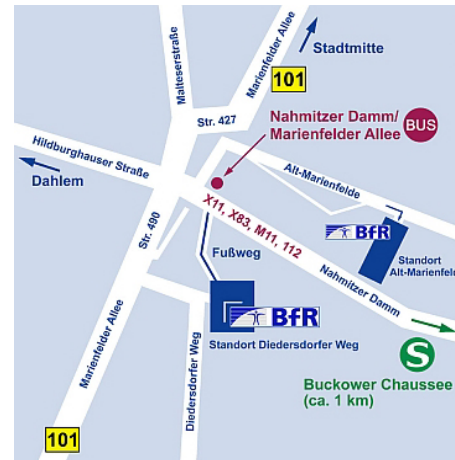 Malteserstraße
Marienfelder Allee
Stadtmitte
101
Str. 427
Nahmitzer Damm/
Marienfelder Allee
BUS
Hildburghauser Straße
Dahlem
Alt-Marienfelde
X11, X83, M11, 112
Str. 490
BfR
Standort
Alt-Marienfeld
Fußweg
Nahmitzer Damm
BfR
Standort Diedersdorfer Weg
Marienfelder Allee
Diedersdorfer Weg
S
Buckower Chaussee
(ca. 1 km)
101